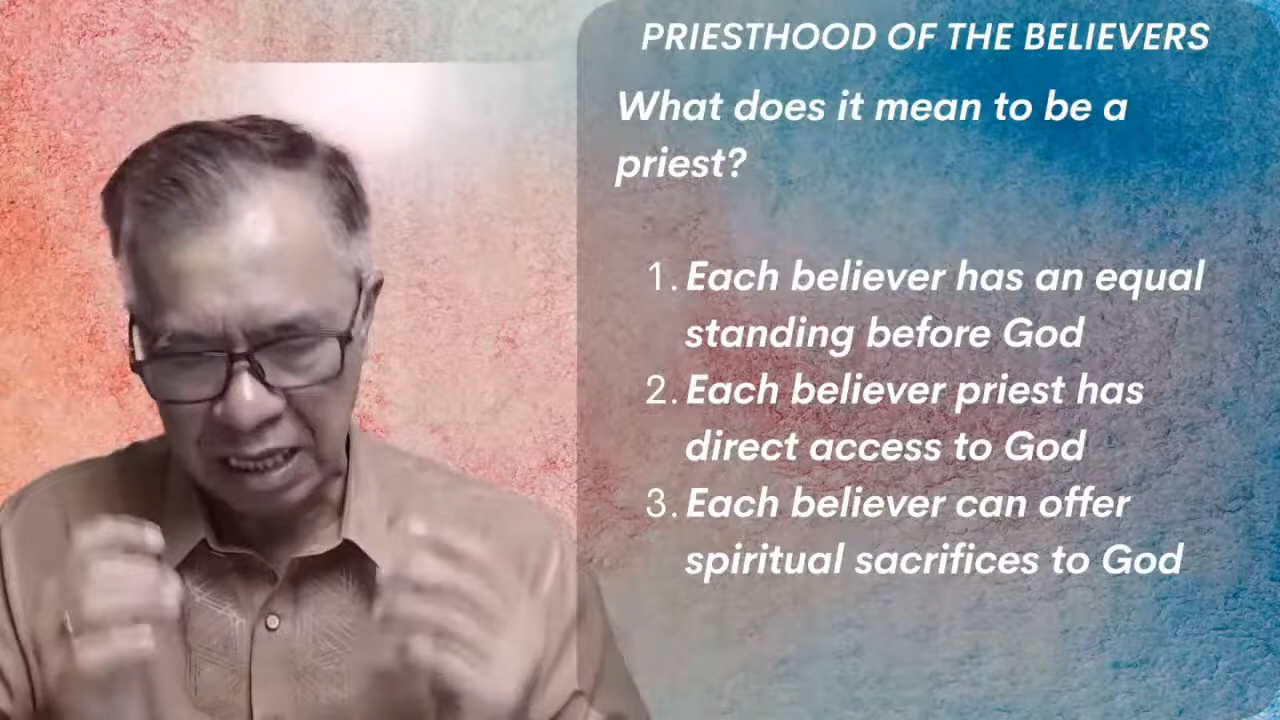 PRIESTHOOD OF THE BELIEVERS
What does it mean to be a
priest?
1. Each believer has an equal
standing before God
2. Each believer priest has
direct access to God
3. Each believer can offer
spiritual sacrifices to God